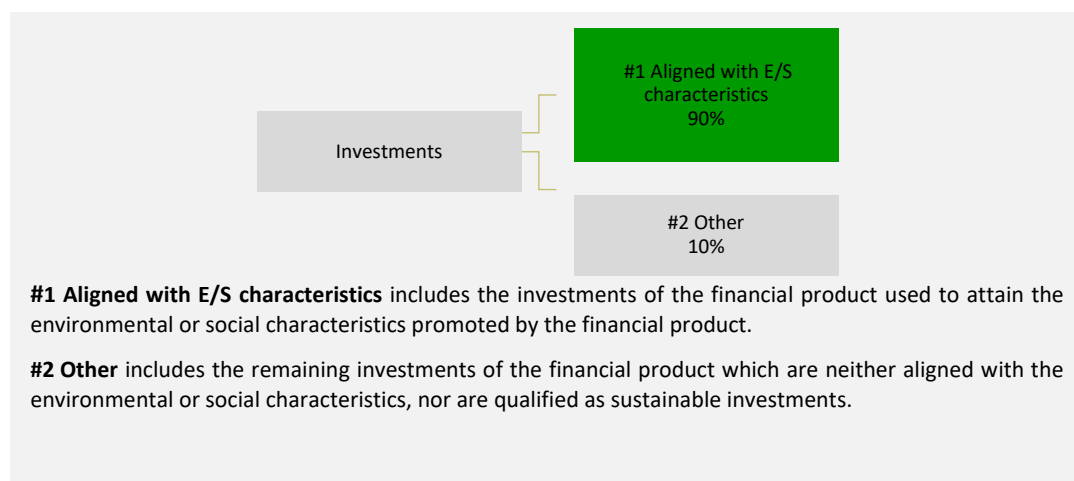 #1 Aligned with E/S
characteristics
90%
Investments
#2 Other
10%
#1 Aligned with E/S characteristics includes the investments of the financial product used to attain the
environmental or social characteristics promoted by the financial product.
#2 Other includes the remaining investments of the financial product which are neither aligned with the
environmental or social characteristics, nor are qualified as sustainable investments.